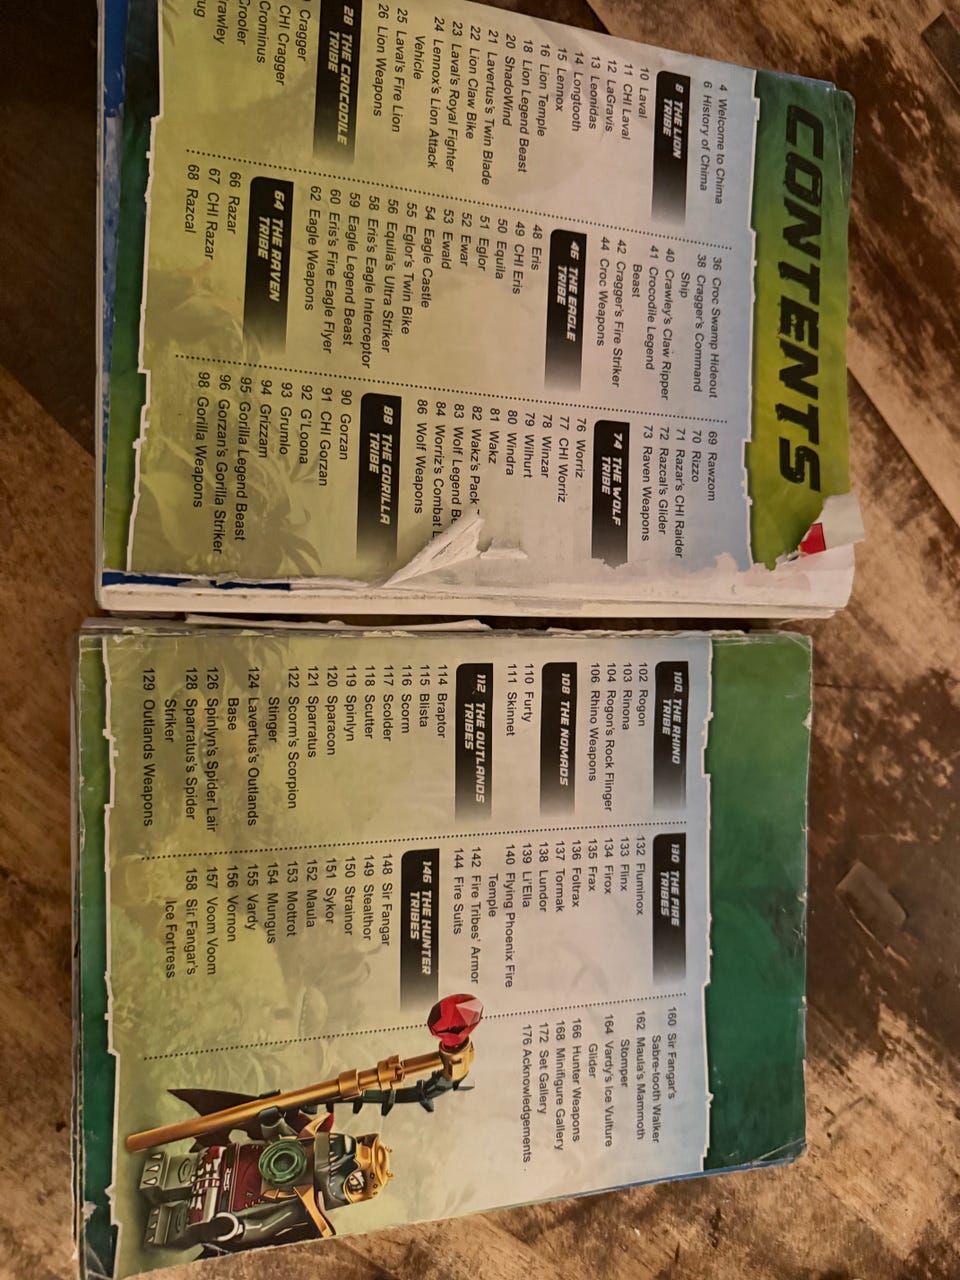 CONTENTS
4 Welcome to Chima
6 History of Chima
8 THE LION
TRIBE
10 Laval
11 CHI Laval
12 LaGravis
13 Leonidas
14 Longtooth
15 Lennox
16 Lion Temple
18 Lion Legend Beast
20 ShadoWind
21 Lavertus's Twin Blade
22 Lion Claw Bike
23 Laval's Royal Fighter
24 Lennox's Lion Attack
Vehicle
25 Laval's Fire Lion
26 Lion Weapons
28 THE CROCODILE
TRIBE
Cragger
CHI Cragger
Crominus
Crooler
rawley
rug
36 Croc Swamp Hideout
38 Cragger's Command
Ship
40 Crawley's Claw Ripper
41 Crocodile Legend
Beast
42 Cragger's Fire Striker
44 Croc Weapons
46 THE EAGLE
TRIBE
48 Eris
49 CHI Eris
50 Equila
51 Eglor
52 Ewar
53 Ewald
54 Eagle Castle
55 Eglor's Twin Bike
56 Equila's Ultra Striker
58 Eris's Eagle Interceptor
59 Eagle Legend Beast
60 Eris's Fire Eagle Flyer
62 Eagle Weapons
64 THE RAVEN
TRIBE
66 Razar
67 CHI Razar
68 Razcal
69 Rawzom
70 Rizzo
71 Razar's CHI Raider
72 Razcal's Glider
73 Raven Weapons
74 THE WOLF
TRIBE
76 Worriz
77 CHI Worriz
78 Winzar
79 Wilhurt
80 Windra
81 Wakz
82 Wakz's Pack
83 Wolf Legend Be
84 Worriz's Combat
86 Wolf Weapons
88 THE GORILLA
TRIBE
90 Gorzan
91 CHI Gorzan
92 G'Loona
93 Grumlo
94 Grizzam
95 Gorilla Legend Beast
96 Gorzan's Gorilla Striker
98 Gorilla Weapons
100 THE RHINO
TRIBE
102 Rogon
103 Rinona
104 Rogon's Rock Flinger
106 Rhino Weapons
108 THE NOMADS
110 Furty
111 Skinnet
112 THE OUTLANDS
TRIBES
114 Braptor
115 Blista
116 Scorm
117 Scolder
118 Scutter
119 Spinlyn
120 Sparacon
121 Sparratus
122 Scorm's Scorpion
Stinger
124 Lavertus's Outlands
Base
126 Spinlyn's Spider Lair
128 Sparratus's Spider
Striker
129 Outlands Weapons
130 THE FIRE
TRIBES
132 Fluminox
133 Flinx
134 Firox
135 Frax
136 Foltrax
137 Tormak
138 Lundor
139 Li'Ella
140 Flying Phoenix Fire
Temple
142 Fire Tribes' Armor
144 Fire Suits
146 THE HUNTER
TRIBES
148 Sir Fangar
149 Stealthor
150 Strainor
151 Sykor
152 Maula
153 Mottrot
154 Mungus
155 Vardy
156 Vornon
157 Voom Voom
158 Sir Fangar's
Ice Fortress
160 Sir Fangar's
Sabre-tooth Walker
162 Maula's Mammoth
Stomper
164 Vardy's Ice Vulture
Glider
166 Hunter Weapons
168 Minifigure Gallery
172 Set Gallery
176 Acknowledgements